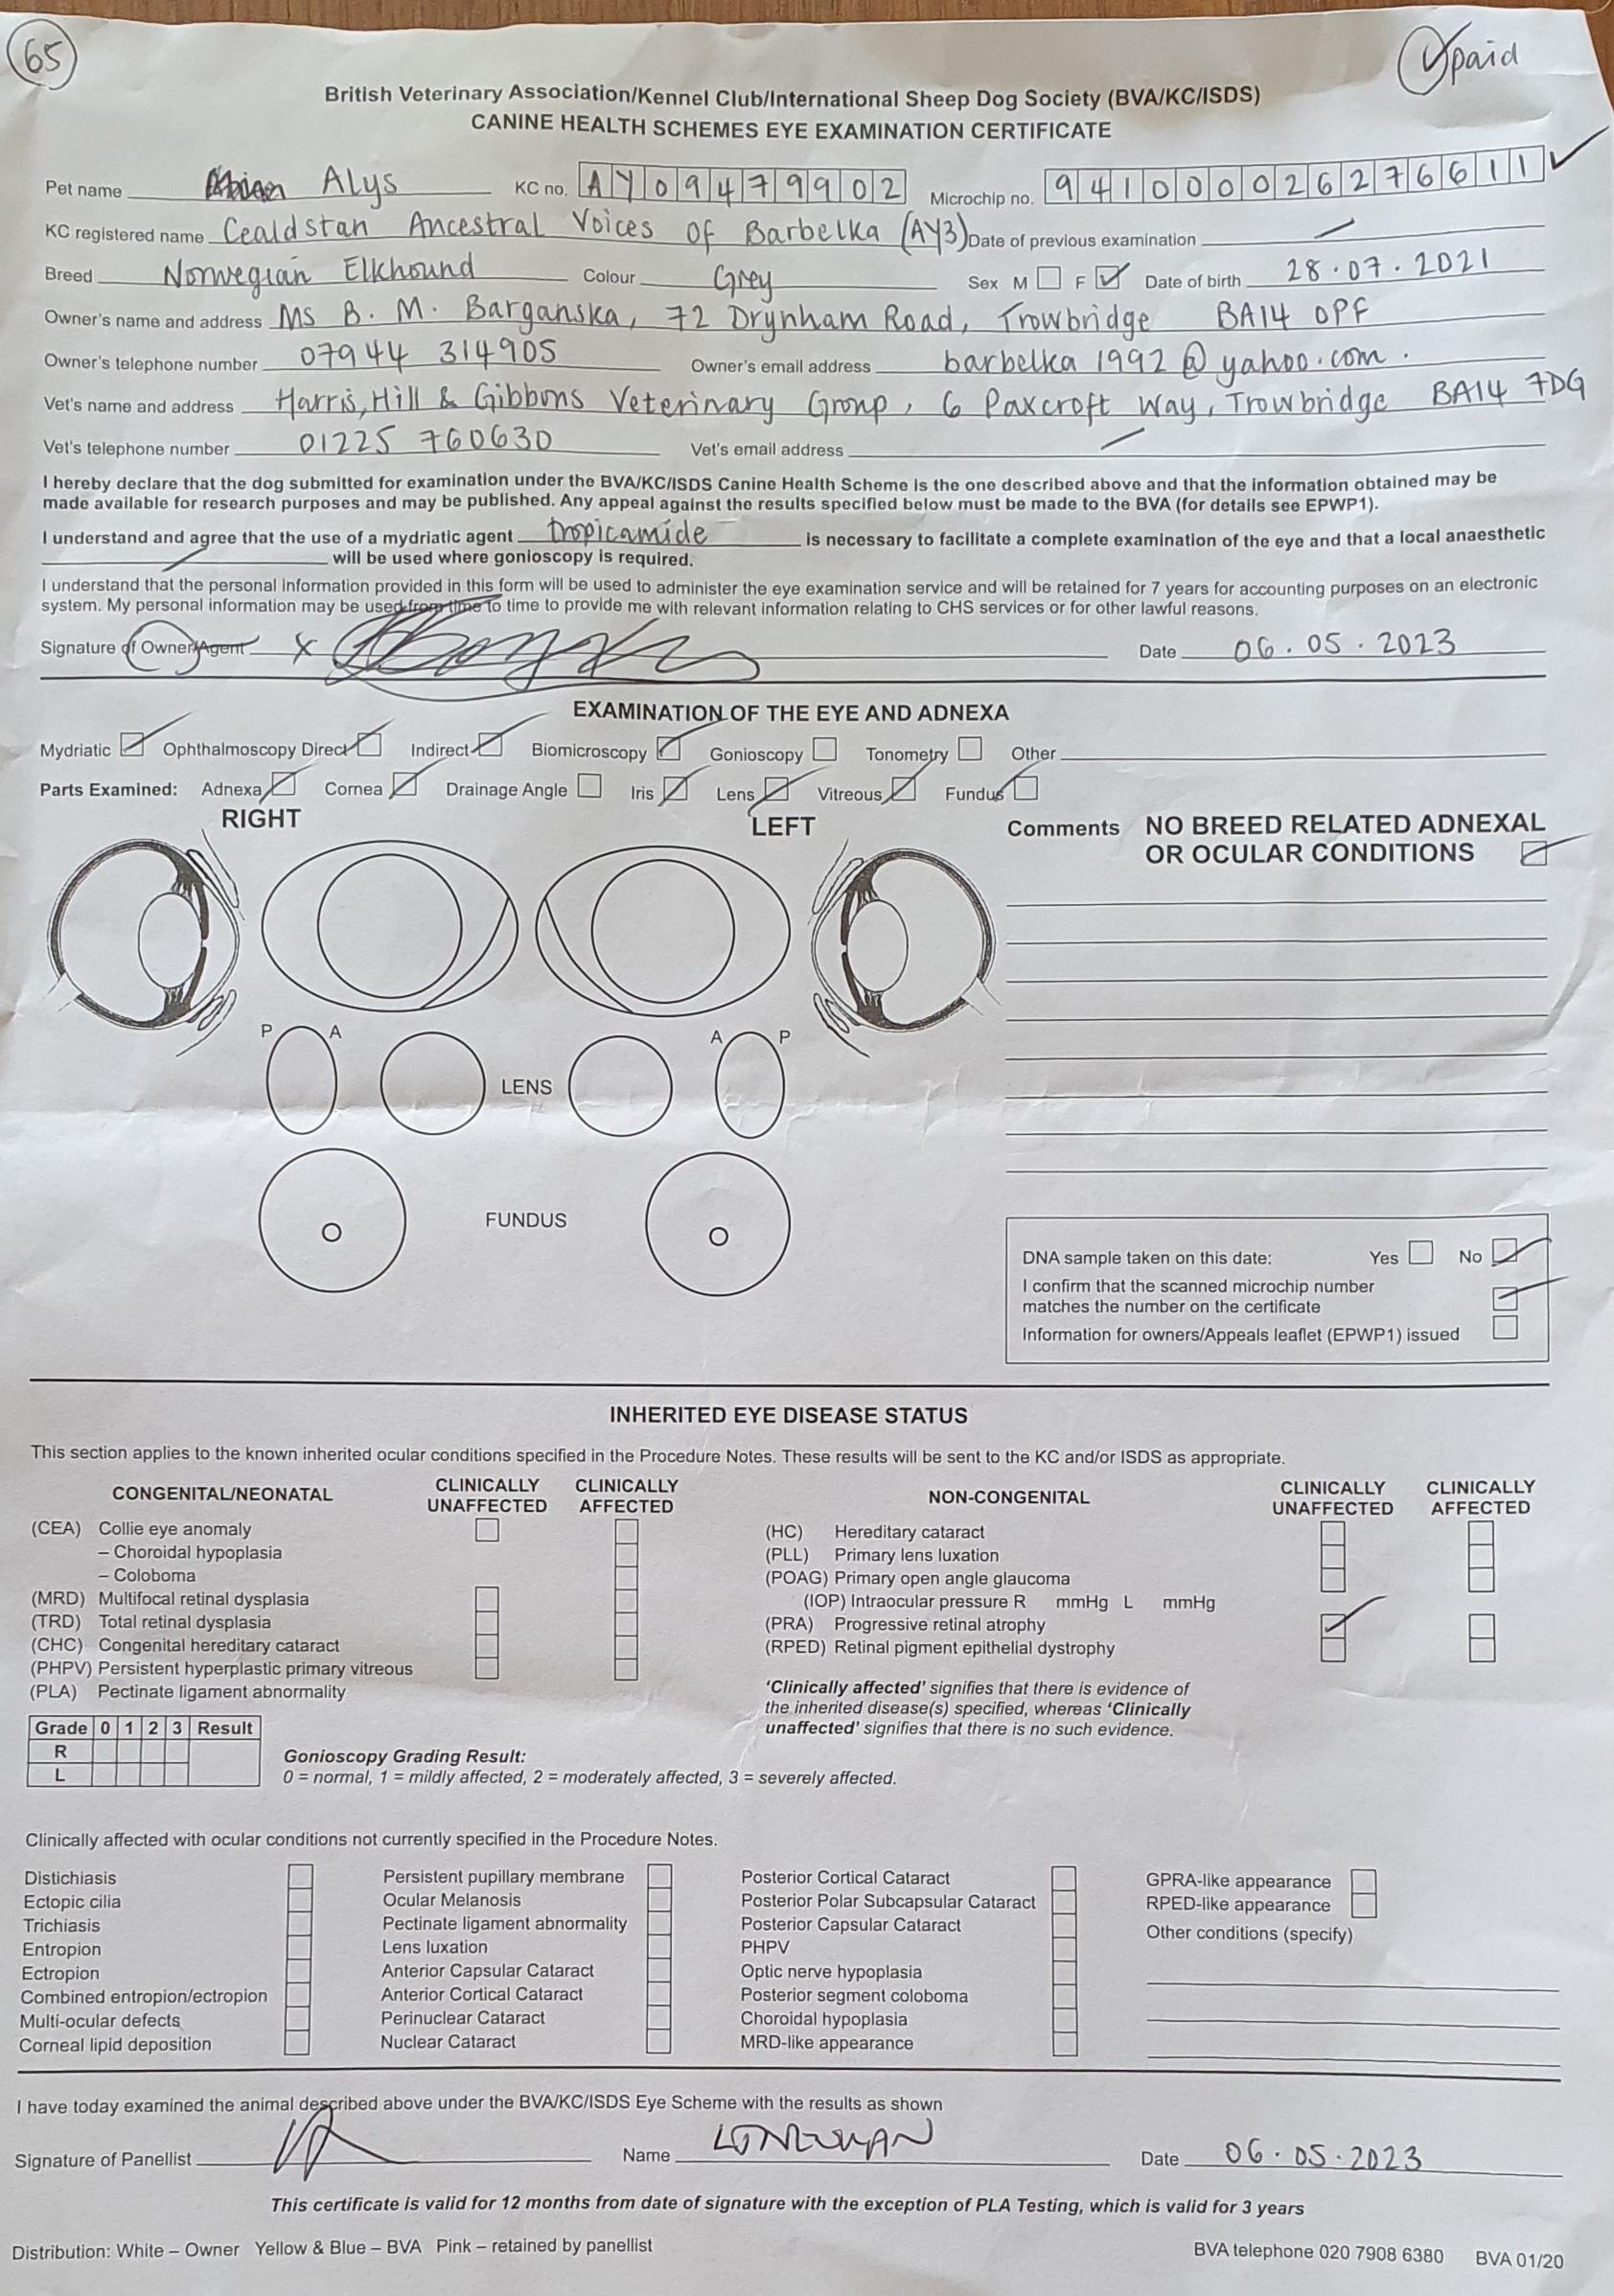 65
paid
British Veterinary Association/Kennel Club/International Sheep Dog Society (BVA/KC/ISDS)
CANINE HEALTH SCHEMES EYE EXAMINATION CERTIFICATE
Pet name Alys KC no. AY09479902 Microchip no. 941000026276611
KC registered name Cealdstan Ancestral Voices Of Barbelka (AY3) Date of previous examination
Breed Norwegian Elkhound Colour Grey Sex M F Date of birth 28.07.2021
Owner's name and address Ms B. M. Barganska, 72 Drynham Road, Trowbridge BA14 0PF
Owner's telephone number 07944 314905 Owner's email address barbelka1992@yahoo.com.
Vet's name and address Harris, Hill & Gibbons Veterinary Group, 6 Paxcroft Way, Trowbridge BA14 7DG
Vet's telephone number 01225 760630 Vet's email address
I hereby declare that the dog submitted for examination under the BVA/KC/ISDS Canine Health Scheme is the one described above and that the information obtained may be
made available for research purposes and may be published. Any appeal against the results specified below must be made to the BVA (for details see EPWP1).
I understand and agree that the use of a mydriatic agent tropicamide is necessary to facilitate a complete examination of the eye and that a local anaesthetic
will be used where gonioscopy is required.
I understand that the personal information provided in this form will be used to administer the eye examination service and will be retained for 7 years for accounting purposes on an electronic
system. My personal information may be used from time to time to provide me with relevant information relating to CHS services or for other lawful reasons.
Signature of Owner/Agent x Date 06.05.2023
EXAMINATION OF THE EYE AND ADNEXA
Mydriatic Ophthalmoscopy Direct Indirect Biomicroscopy Gonioscopy Tonometry Other
Parts Examined: Adnexa Cornea Drainage Angle Iris Lens Vitreous Fundus
RIGHT LEFT Comments NO BREED RELATED ADNEXAL
OR OCULAR CONDITIONS
P A A P
LENS
FUNDUS
DNA sample taken on this date: Yes No
I confirm that the scanned microchip number
matches the number on the certificate
Information for owners/Appeals leaflet (EPWP1) issued
INHERITED EYE DISEASE STATUS
This section applies to the known inherited ocular conditions specified in the Procedure Notes. These results will be sent to the KC and/or ISDS as appropriate.
CONGENITAL/NEONATAL CLINICALLY UNAFFECTED CLINICALLY AFFECTED
(CEA) Collie eye anomaly
– Choroidal hypoplasia
– Coloboma
(MRD) Multifocal retinal dysplasia
(TRD) Total retinal dysplasia
(CHC) Congenital hereditary cataract
(PHPV) Persistent hyperplastic primary vitreous
(PLA) Pectinate ligament abnormality
NON-CONGENITAL CLINICALLY UNAFFECTED CLINICALLY AFFECTED
(HC) Hereditary cataract
(PLL) Primary lens luxation
(POAG) Primary open angle glaucoma
(IOP) Intraocular pressure R mmHg L mmHg
(PRA) Progressive retinal atrophy
(RPED) Retinal pigment epithelial dystrophy
'Clinically affected' signifies that there is evidence of
the inherited disease(s) specified, whereas 'Clinically
unaffected' signifies that there is no such evidence.
Grade 0 1 2 3 Result
R
L
Gonioscopy Grading Result:
0 = normal, 1 = mildly affected, 2 = moderately affected, 3 = severely affected.
Clinically affected with ocular conditions not currently specified in the Procedure Notes.
Distichiasis
Ectopic cilia
Trichiasis
Entropion
Ectropion
Combined entropion/ectropion
Multi-ocular defects
Corneal lipid deposition
Persistent pupillary membrane
Ocular Melanosis
Pectinate ligament abnormality
Lens luxation
Anterior Capsular Cataract
Anterior Cortical Cataract
Perinuclear Cataract
Nuclear Cataract
Posterior Cortical Cataract
Posterior Polar Subcapsular Cataract
Posterior Capsular Cataract
PHPV
Optic nerve hypoplasia
Posterior segment coloboma
Choroidal hypoplasia
MRD-like appearance
GPRA-like appearance
RPED-like appearance
Other conditions (specify)
I have today examined the animal described above under the BVA/KC/ISDS Eye Scheme with the results as shown
Signature of Panellist Name Date 06.05.2023
This certificate is valid for 12 months from date of signature with the exception of PLA Testing, which is valid for 3 years
Distribution: White – Owner Yellow & Blue – BVA Pink – retained by panellist BVA telephone 020 7908 6380 BVA 01/20